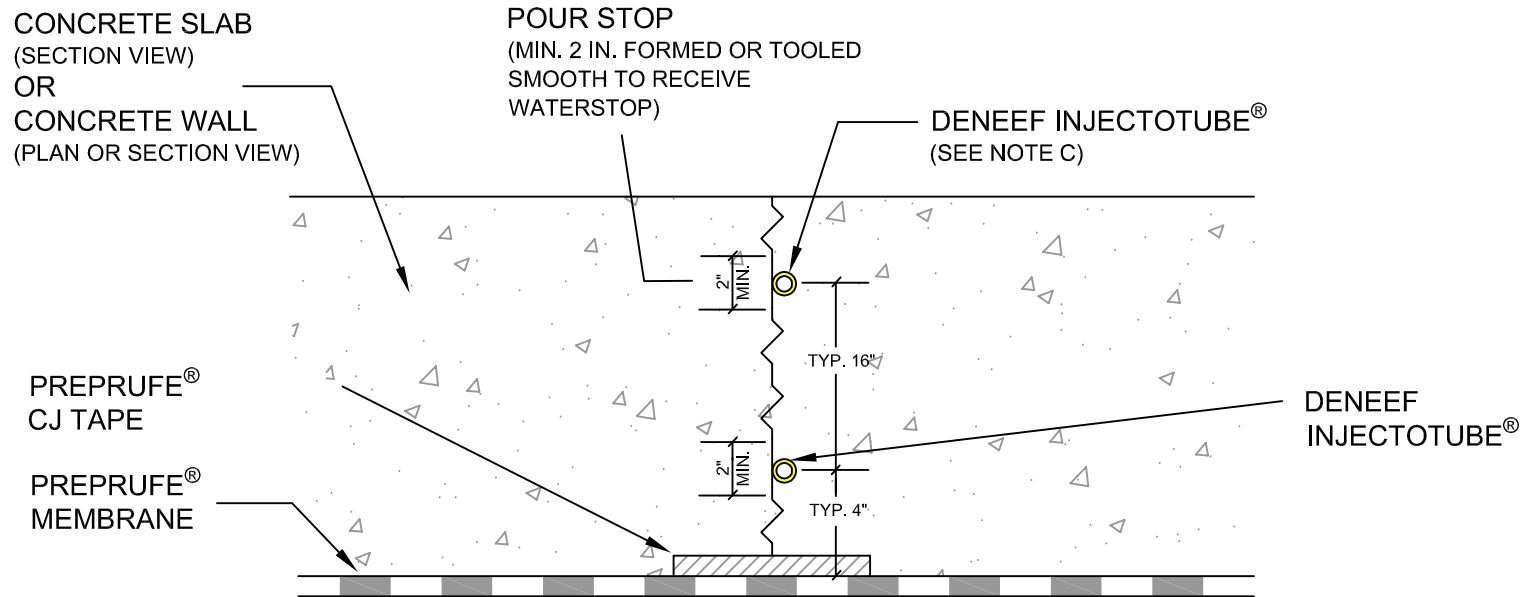 CONCRETE SLAB
(SECTION VIEW)
OR
CONCRETE WALL
(PLAN OR SECTION VIEW)
POUR STOP
(MIN. 2 IN. FORMED OR TOOLED
SMOOTH TO RECEIVE
WATERSTOP)
DENEEF INJECTOTUBE®
(SEE NOTE C)
2"
MIN.
TYP. 16"
PREPRUFE®
CJ TAPE
DENEEF
INJECTOTUBE®
2"
MIN.
PREPRUFE®
MEMBRANE
TYP. 4"